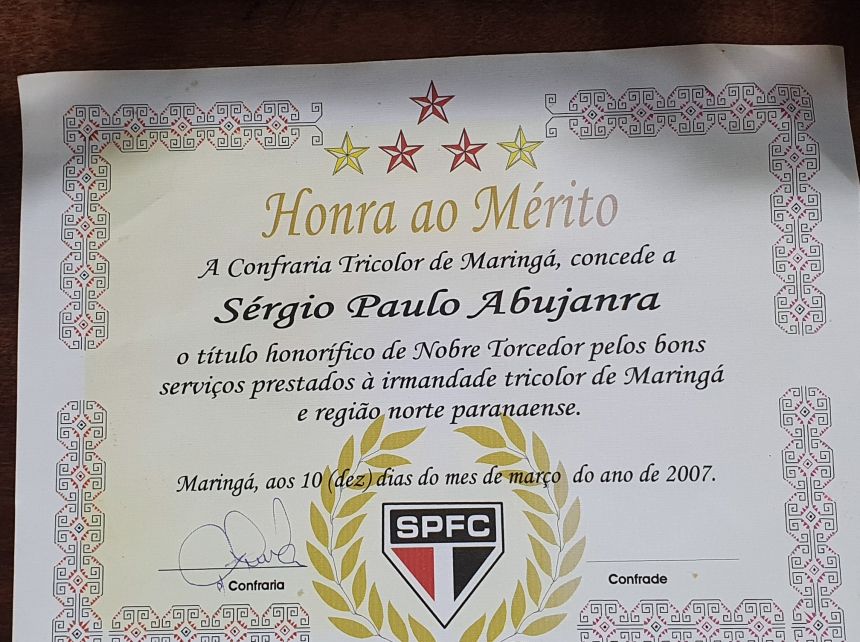 Honra ao Mérito
A Confraria Tricolor de Maringá, concede a
Sérgio Paulo Abujanra
o título honorífico de Nobre Torcedor pelos bons
serviços prestados à irmandade tricolor de Maringá
e região norte paranaense.
Maringá, aos 10 (dez) dias do mes de março do ano de 2007.
SPFC
Confraria
Confrade